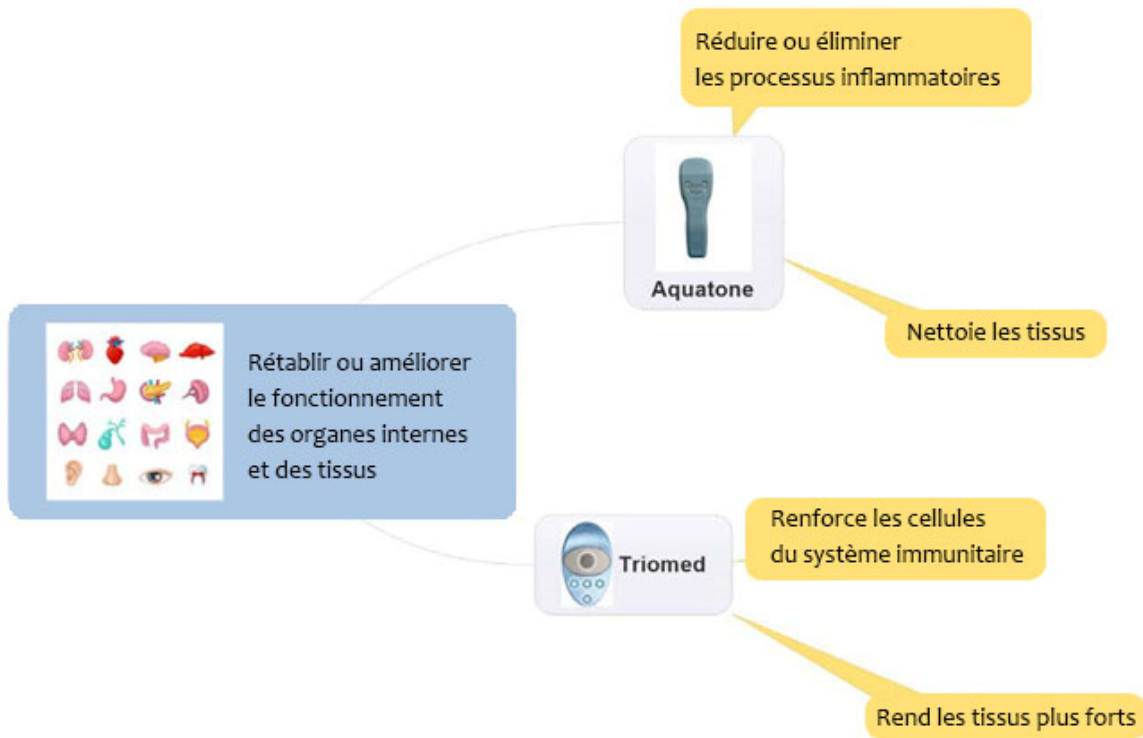 Réduire ou éliminer
les processus inflammatoires
Aquatone
Nettoie les tissus
Rétablir ou améliorer
le fonctionnement
des organes internes
et des tissus
Renforce les cellules
du système immunitaire
Triomed
Rend les tissus plus forts